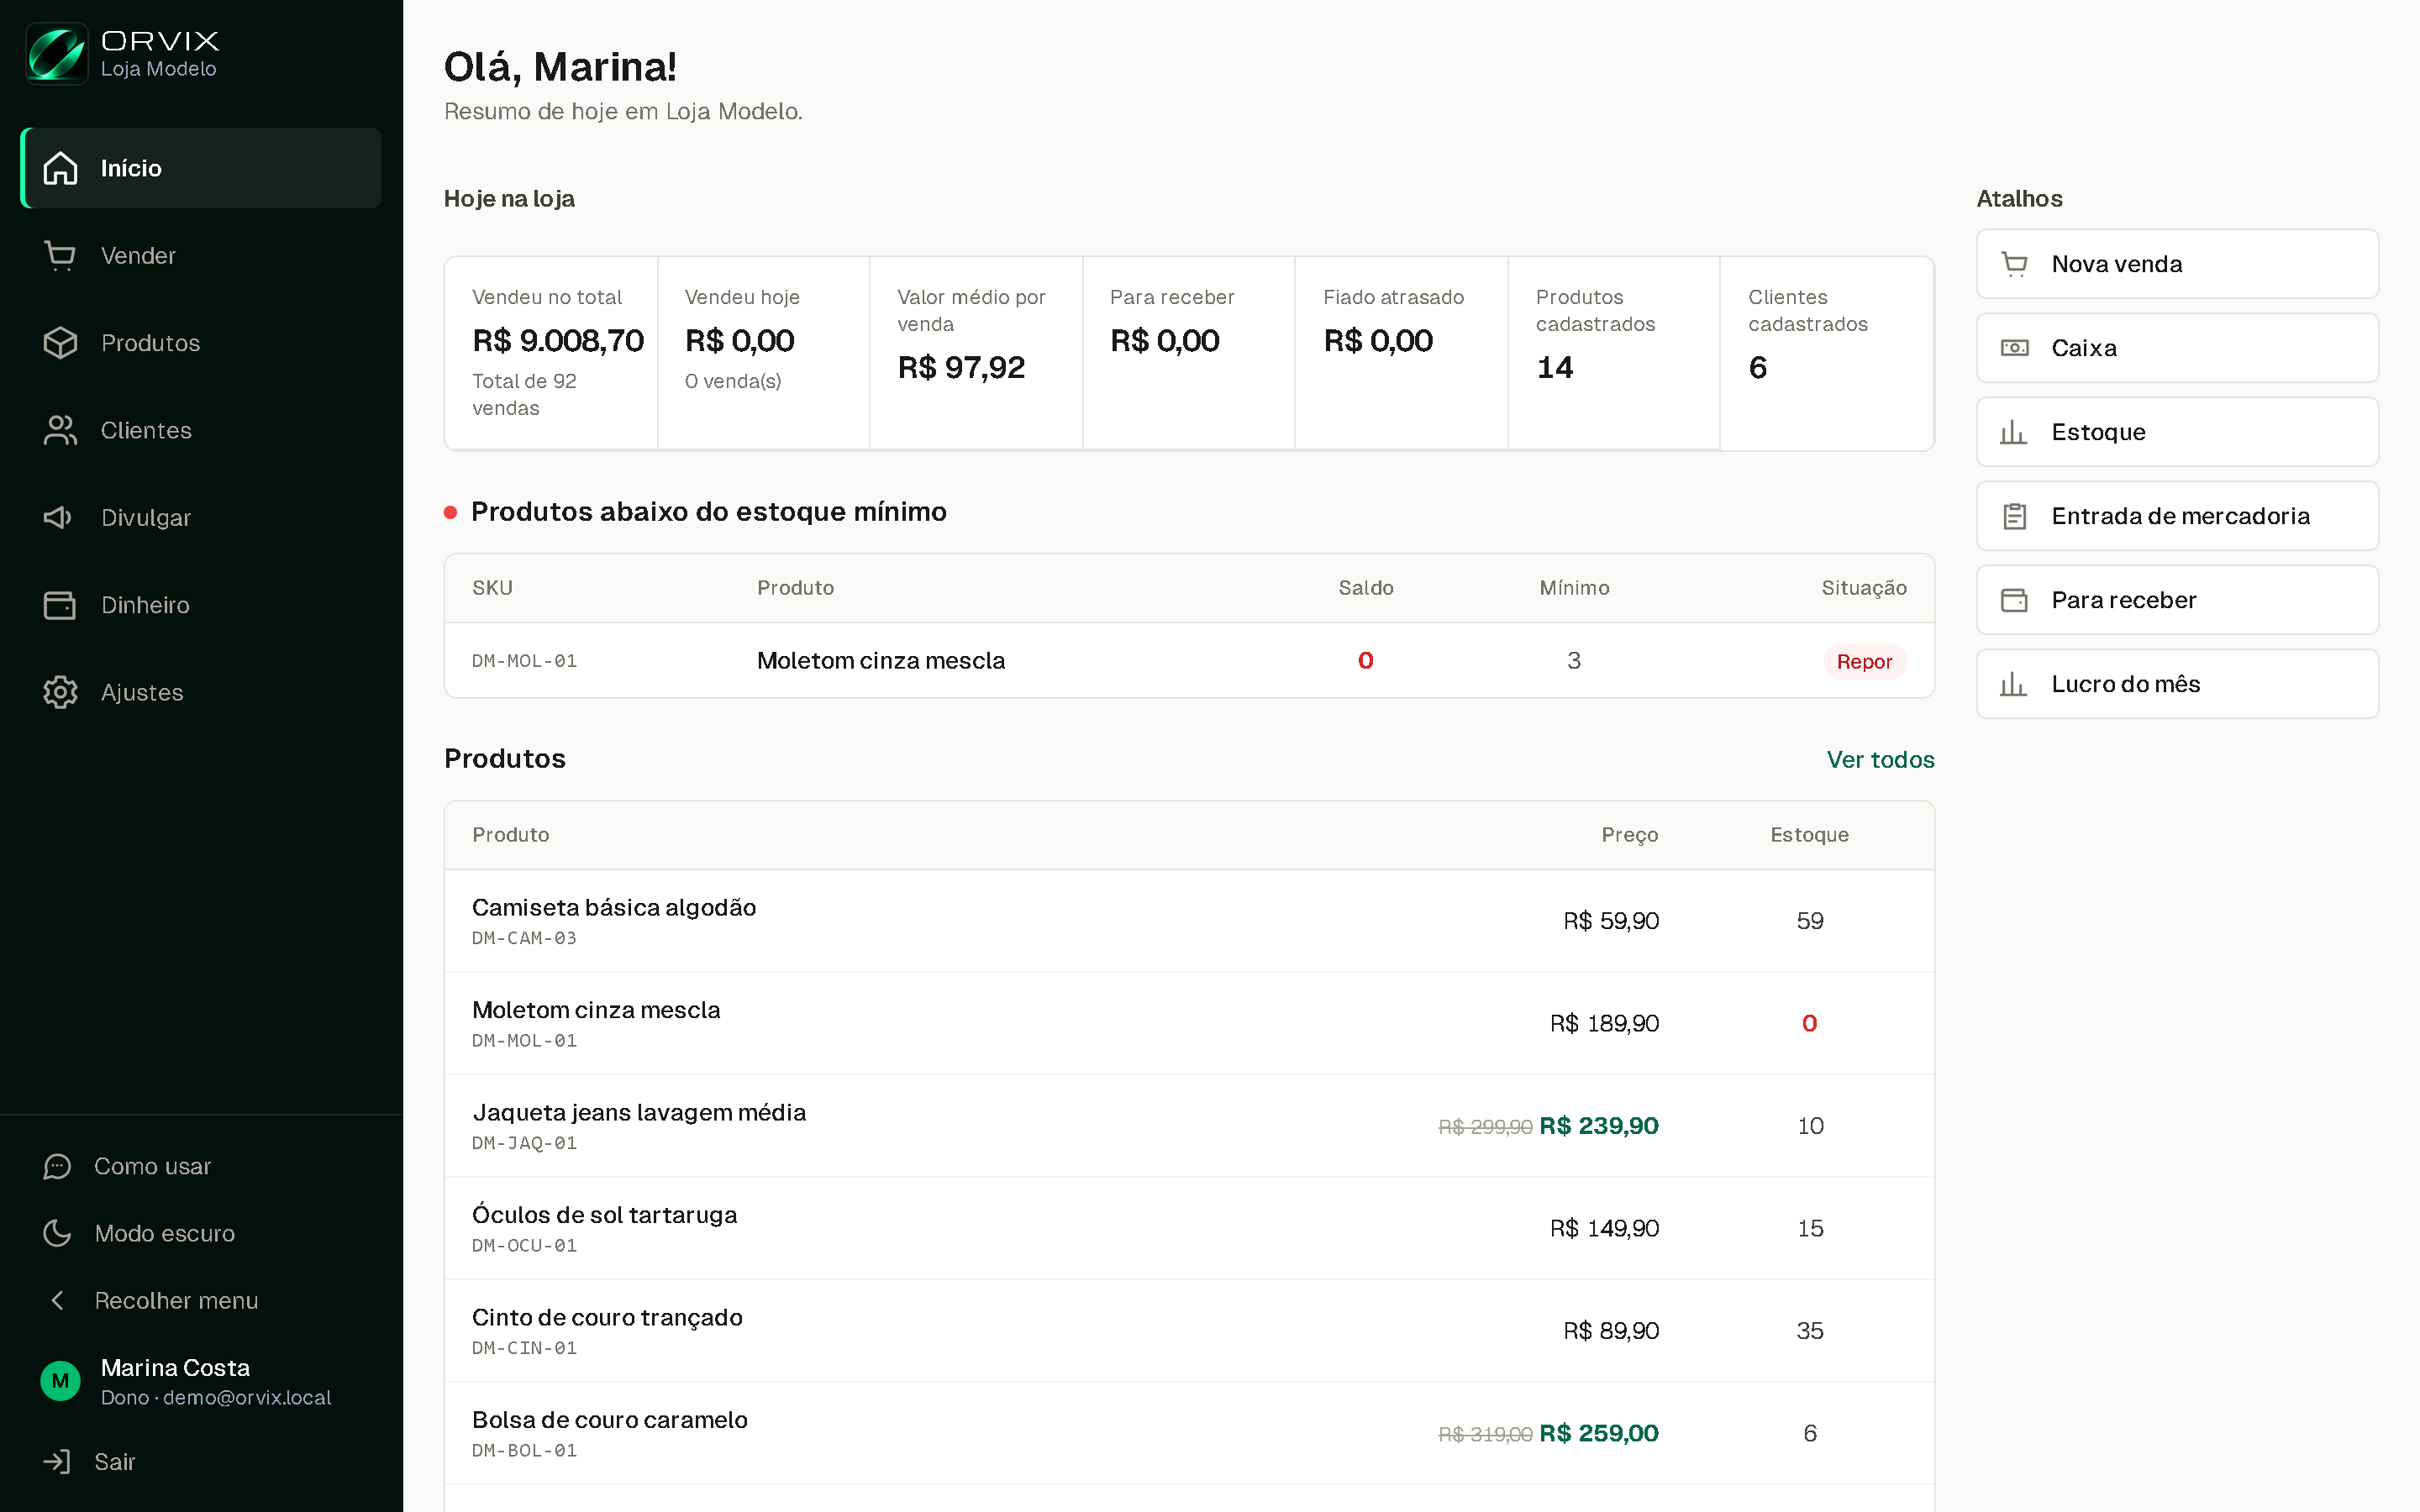 ORVIX
Loja Modelo
Início
Vender
Produtos
Clientes
Divulgar
Dinheiro
Ajustes
Como usar
Modo escuro
Recolher menu
M
Marina Costa
Dono · demo@orvix.local
Sair
Olá, Marina!
Resumo de hoje em Loja Modelo.
Hoje na loja
Vendeu no total
R$ 9.008,70
Total de 92
vendas
Vendeu hoje
R$ 0,00
0 venda(s)
Valor médio por
venda
R$ 97,92
Para receber
R$ 0,00
Fiado atrasado
R$ 0,00
Produtos
cadastrados
14
Clientes
cadastrados
6
Produtos abaixo do estoque mínimo
SKU Produto Saldo Mínimo Situação
DM-MOL-01 Moletom cinza mescla 0 3 Repor
Produtos Ver todos
Produto Preço Estoque
Camiseta básica algodão
DM-CAM-03
R$ 59,90 59
Moletom cinza mescla
DM-MOL-01
R$ 189,90 0
Jaqueta jeans lavagem média
DM-JAQ-01
R$ 299,90 R$ 239,90 10
Óculos de sol tartaruga
DM-OCU-01
R$ 149,90 15
Cinto de couro trançado
DM-CIN-01
R$ 89,90 35
Bolsa de couro caramelo
DM-BOL-01
R$ 319,00 R$ 259,00 6
Atalhos
Nova venda
Caixa
Estoque
Entrada de mercadoria
Para receber
Lucro do mês